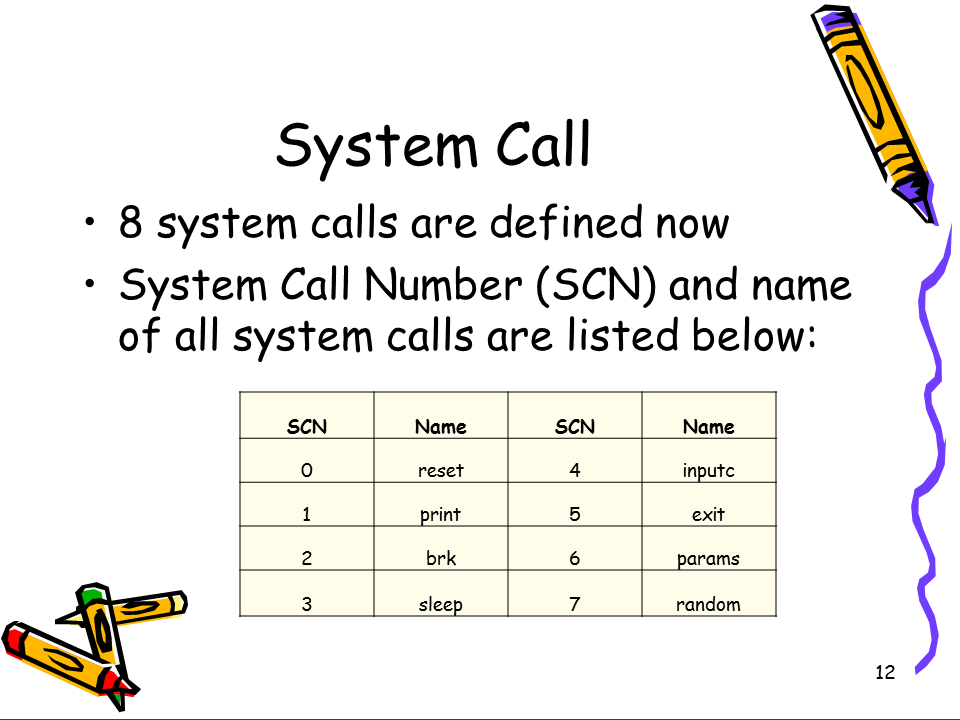 System Call
• 8 system calls are defined now
• System Call Number (SCN) and name
of all system calls are listed below:
SCN Name SCN Name
0 reset 4 inputc
1 print 5 exit
2 brk 6 params
3 sleep 7 random
12